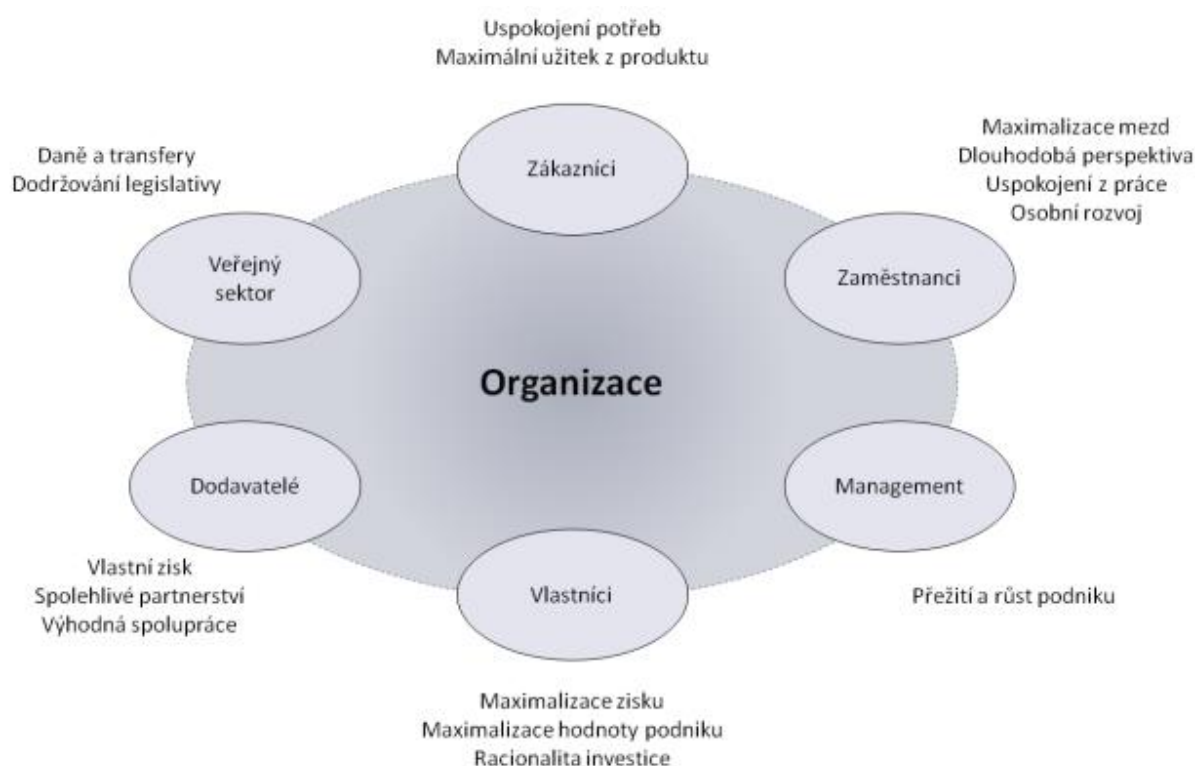 Uspokojení potřeb
Maximální užitek z produktu
Zákazníci
Maximalizace mezd
Dlouhodobá perspektiva
Uspokojení z práce
Osobní rozvoj
Zaměstnanci
Daně a transfery
Dodržování legislativy
Veřejný
sektor
Organizace
Dodavatelé
Vlastní zisk
Spolehlivé partnerství
Výhodná spolupráce
Management
Přežití a růst podniku
Vlastníci
Maximalizace zisku
Maximalizace hodnoty podniku
Racionalita investice